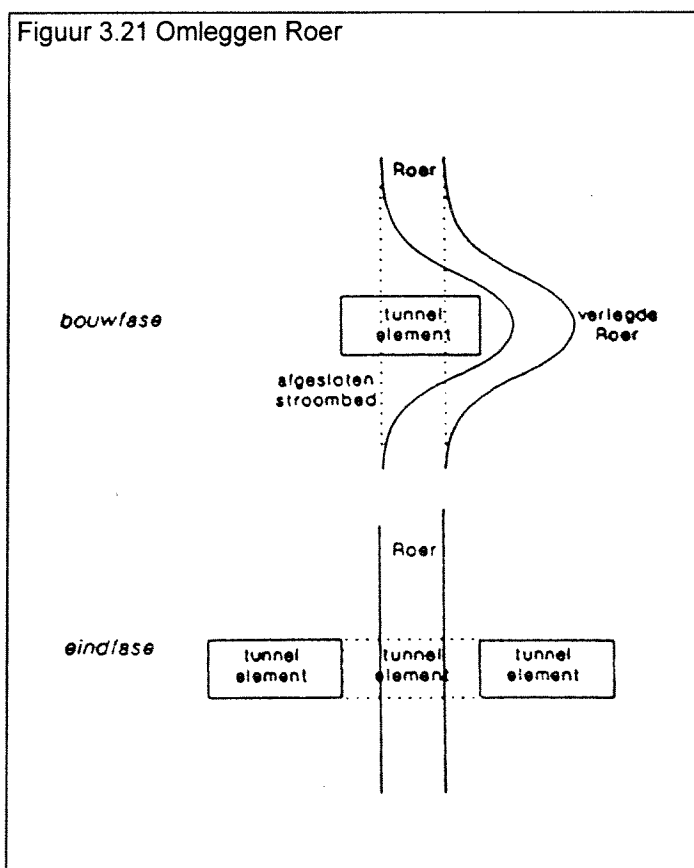 Figuur 3.21 Omleggen Roer
Roer
bouwfase
tunnel
element
verlegde
Roer
afgesloten
stroombed
Roer
eindfase
tunnel
element
tunnel
element
tunnel
element